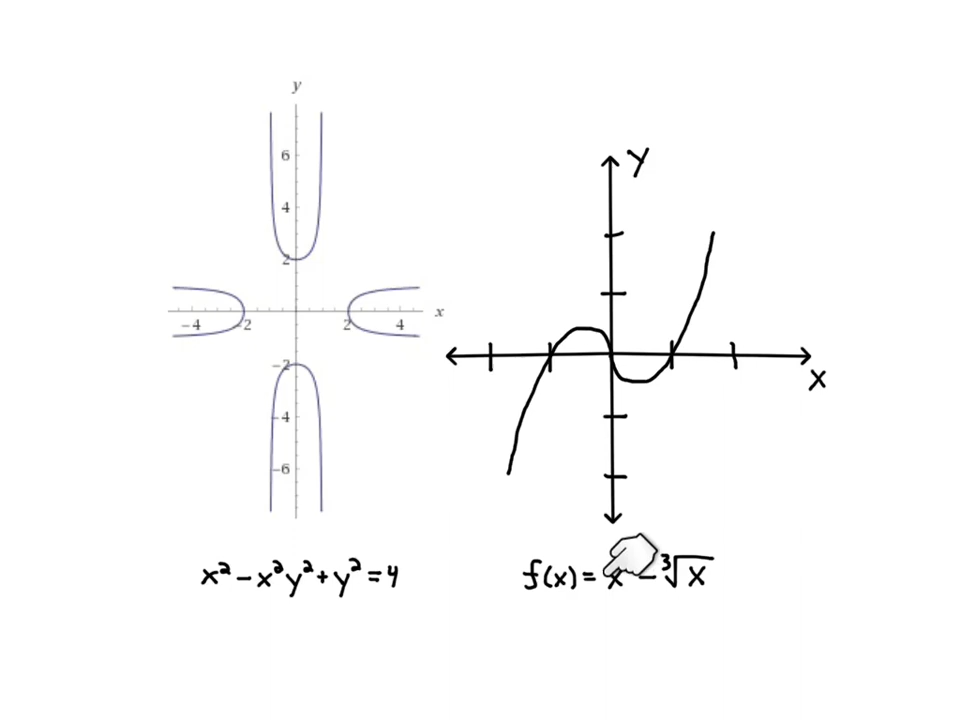 y
6
4
2
-4 -2 2 4 x
-2
-4
-6
Y
X
x² - x²y² + y² = 4
f(x) = x - ∛x